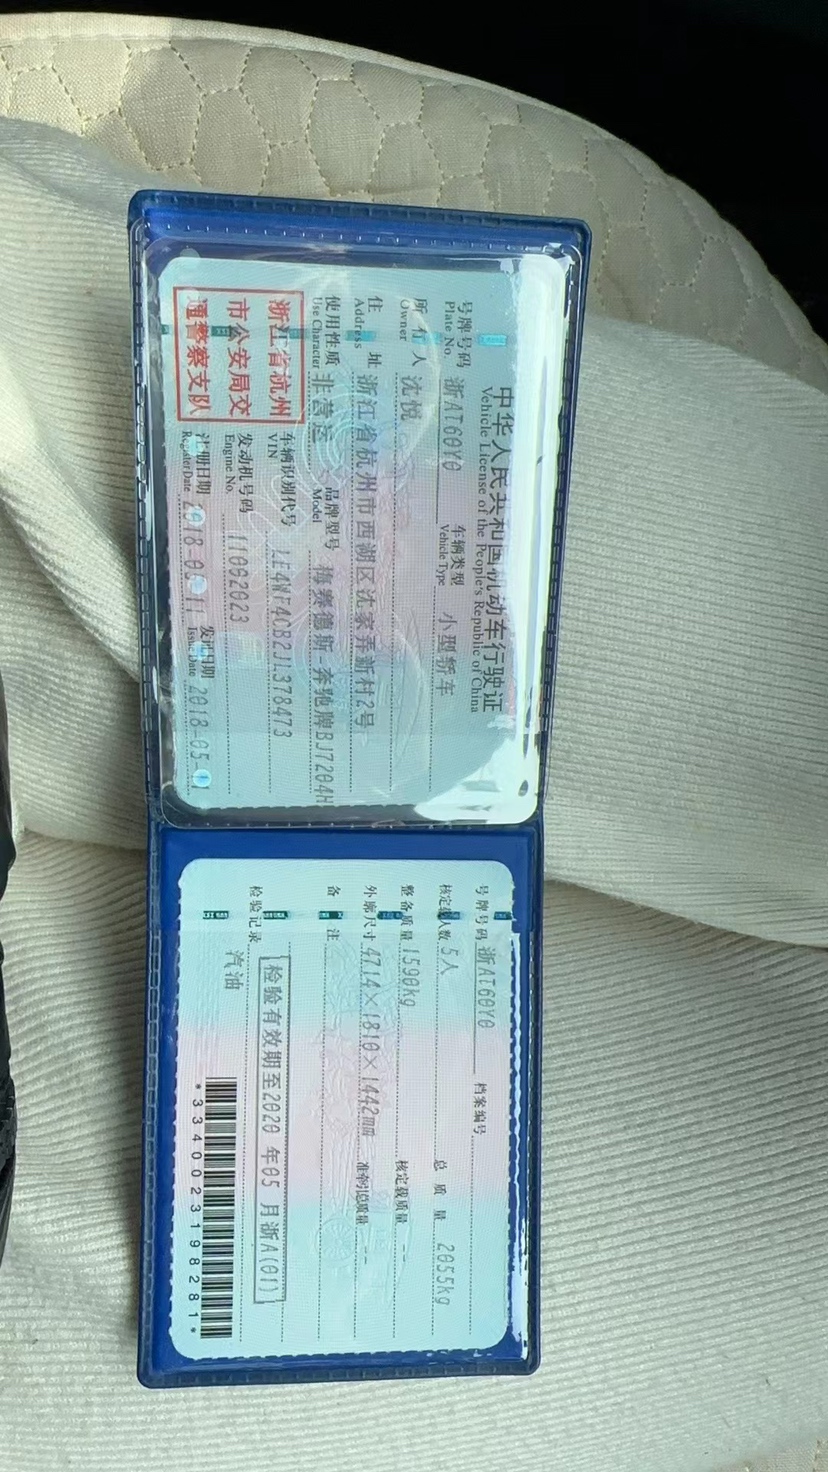 中华人民共和国机动车行驶证
Vehicle License of the People's Republic of China
号牌号码 浙AT60Y0 车辆类型 小型轿车
Plate No. Vehicle Type
所有人 沈悦
Owner
住址 浙江省杭州市西湖区沈家弄新村2号
Address
使用性质 非营运 品牌型号 梅赛德斯-奔驰牌BJ7204H
Use Character Model
浙江省杭州
市公安局交
通警察支队
车辆识别代号 LE4WF4CB2JL378473
VIN
发动机号码 11092023
Engine No.
注册日期 2018-05-11 发证日期 2018-05-11
Register Date Issue Date
号牌号码 浙AT60Y0 档案编号
核定载人数 5人 总质量 2055kg
整备质量 1590kg 核定载质量 --
外廓尺寸 4714×1810×1442mm 准牵引总质量 --
备注
检验有效期至2020年05月浙A(01)
检验记录 汽油
*3340023198281*